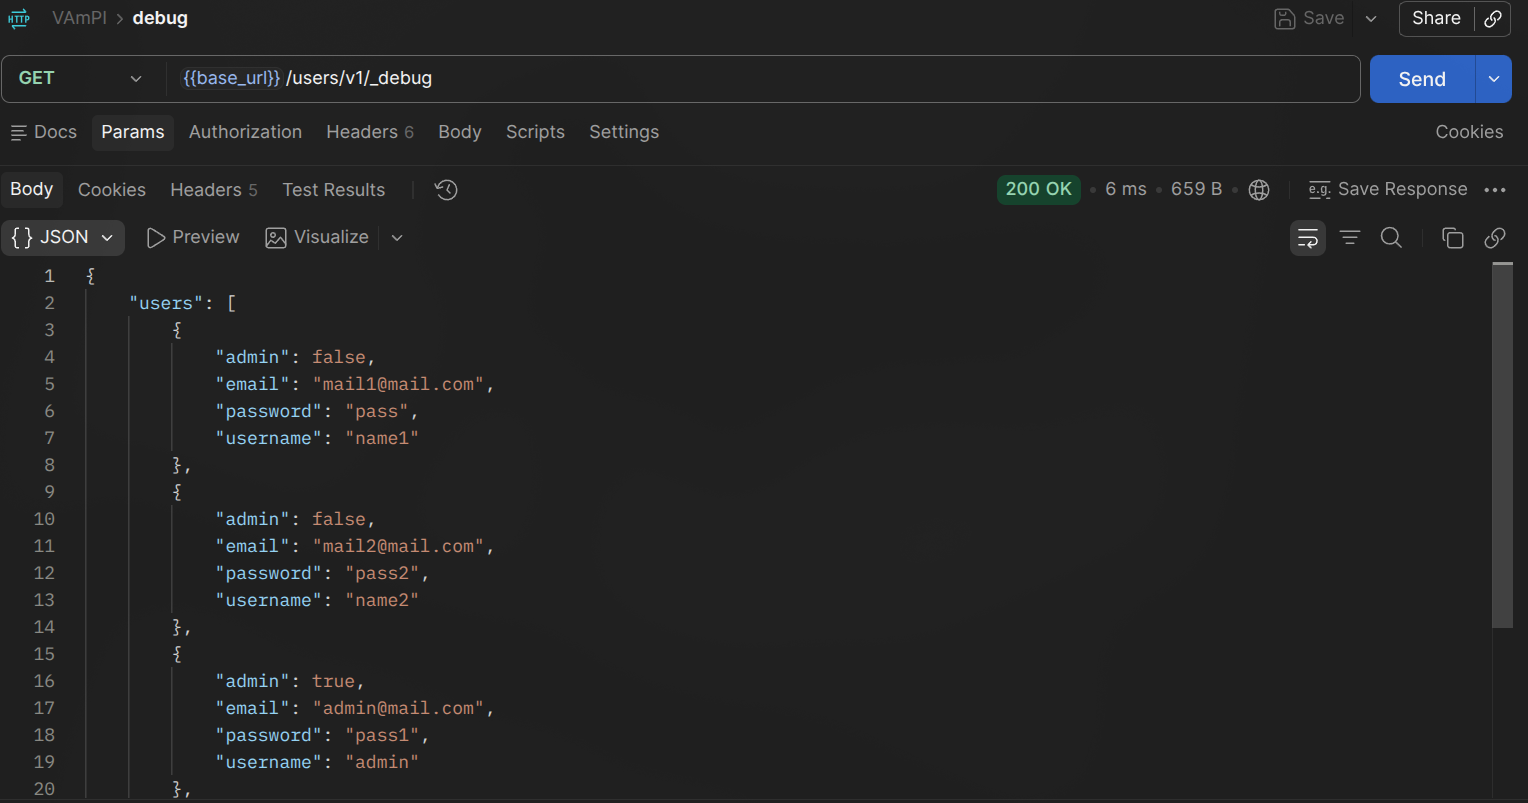 HTTP VAmPI > debug Save Share
GET {{base_url}}/users/v1/_debug Send
Docs Params Authorization Headers 6 Body Scripts Settings Cookies
Body Cookies Headers 5 Test Results 200 OK • 6 ms • 659 B • e.g. Save Response •••
{} JSON Preview Visualize
1 {
2 "users": [
3 {
4 "admin": false,
5 "email": "mail1@mail.com",
6 "password": "pass",
7 "username": "name1"
8 },
9 {
10 "admin": false,
11 "email": "mail2@mail.com",
12 "password": "pass2",
13 "username": "name2"
14 },
15 {
16 "admin": true,
17 "email": "admin@mail.com",
18 "password": "pass1",
19 "username": "admin"
20 },